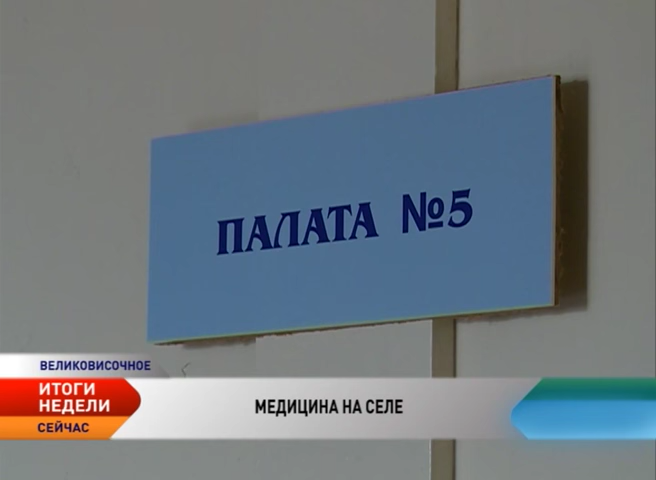 ПАЛАТА №5
ВЕЛИКОВИСОЧНОЕ
ИТОГИ
НЕДЕЛИ
СЕЙЧАС
МЕДИЦИНА НА СЕЛЕ